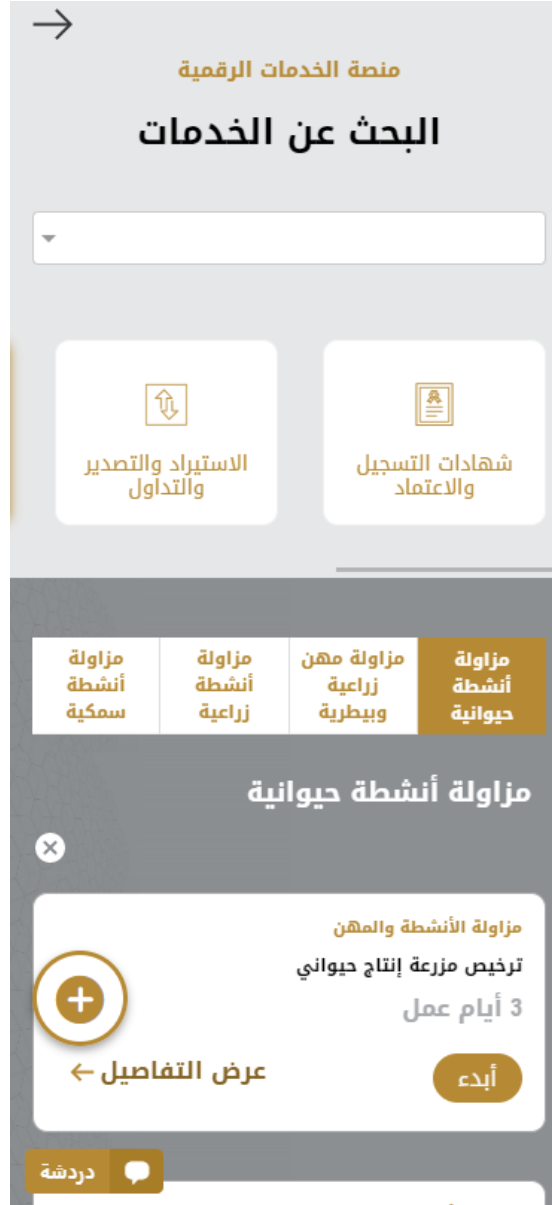 منصة الخدمات الرقمية
البحث عن الخدمات
شهادات التسجيل
والاعتماد
الاستيراد والتصدير
والتداول
مزاولة
أنشطة
حيوانية
مزاولة مهن
زراعية
وبيطرية
مزاولة
أنشطة
زراعية
مزاولة
أنشطة
سمكية
مزاولة أنشطة حيوانية
مزاولة الأنشطة والمهن
ترخيص مزرعة إنتاج حيواني
3 أيام عمل
أبدء
عرض التفاصيل
دردشة